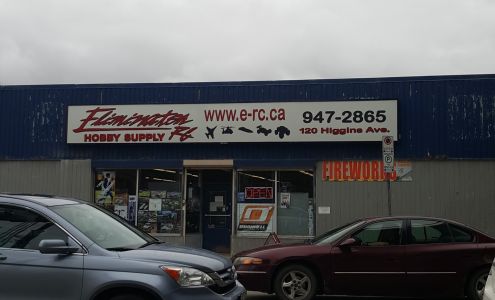 Eliminator RC
HOBBY SUPPLY
www.e-rc.ca
947-2865
120 Higgins Ave.
FIREWORKS
OPEN